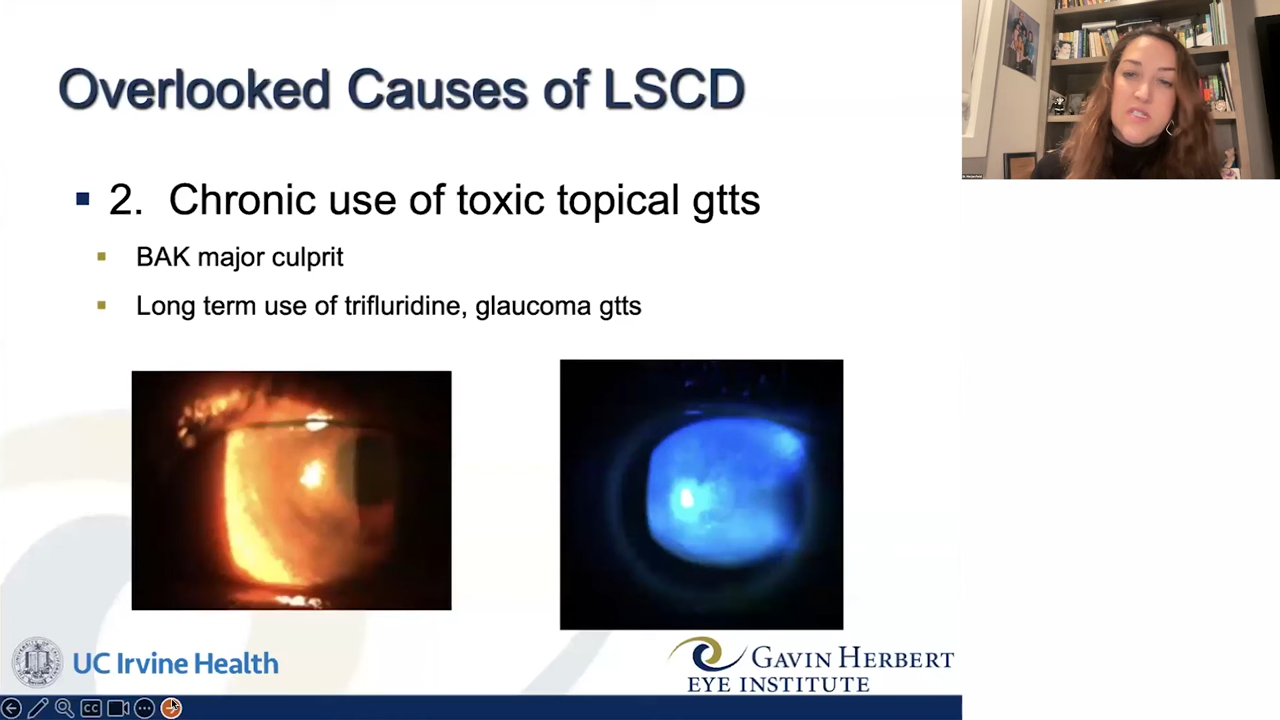 Overlooked Causes of LSCD
2. Chronic use of toxic topical gtts
BAK major culprit
Long term use of trifluridine, glaucoma gtts
UC Irvine Health
GAVIN HERBERT
EYE INSTITUTE
CC